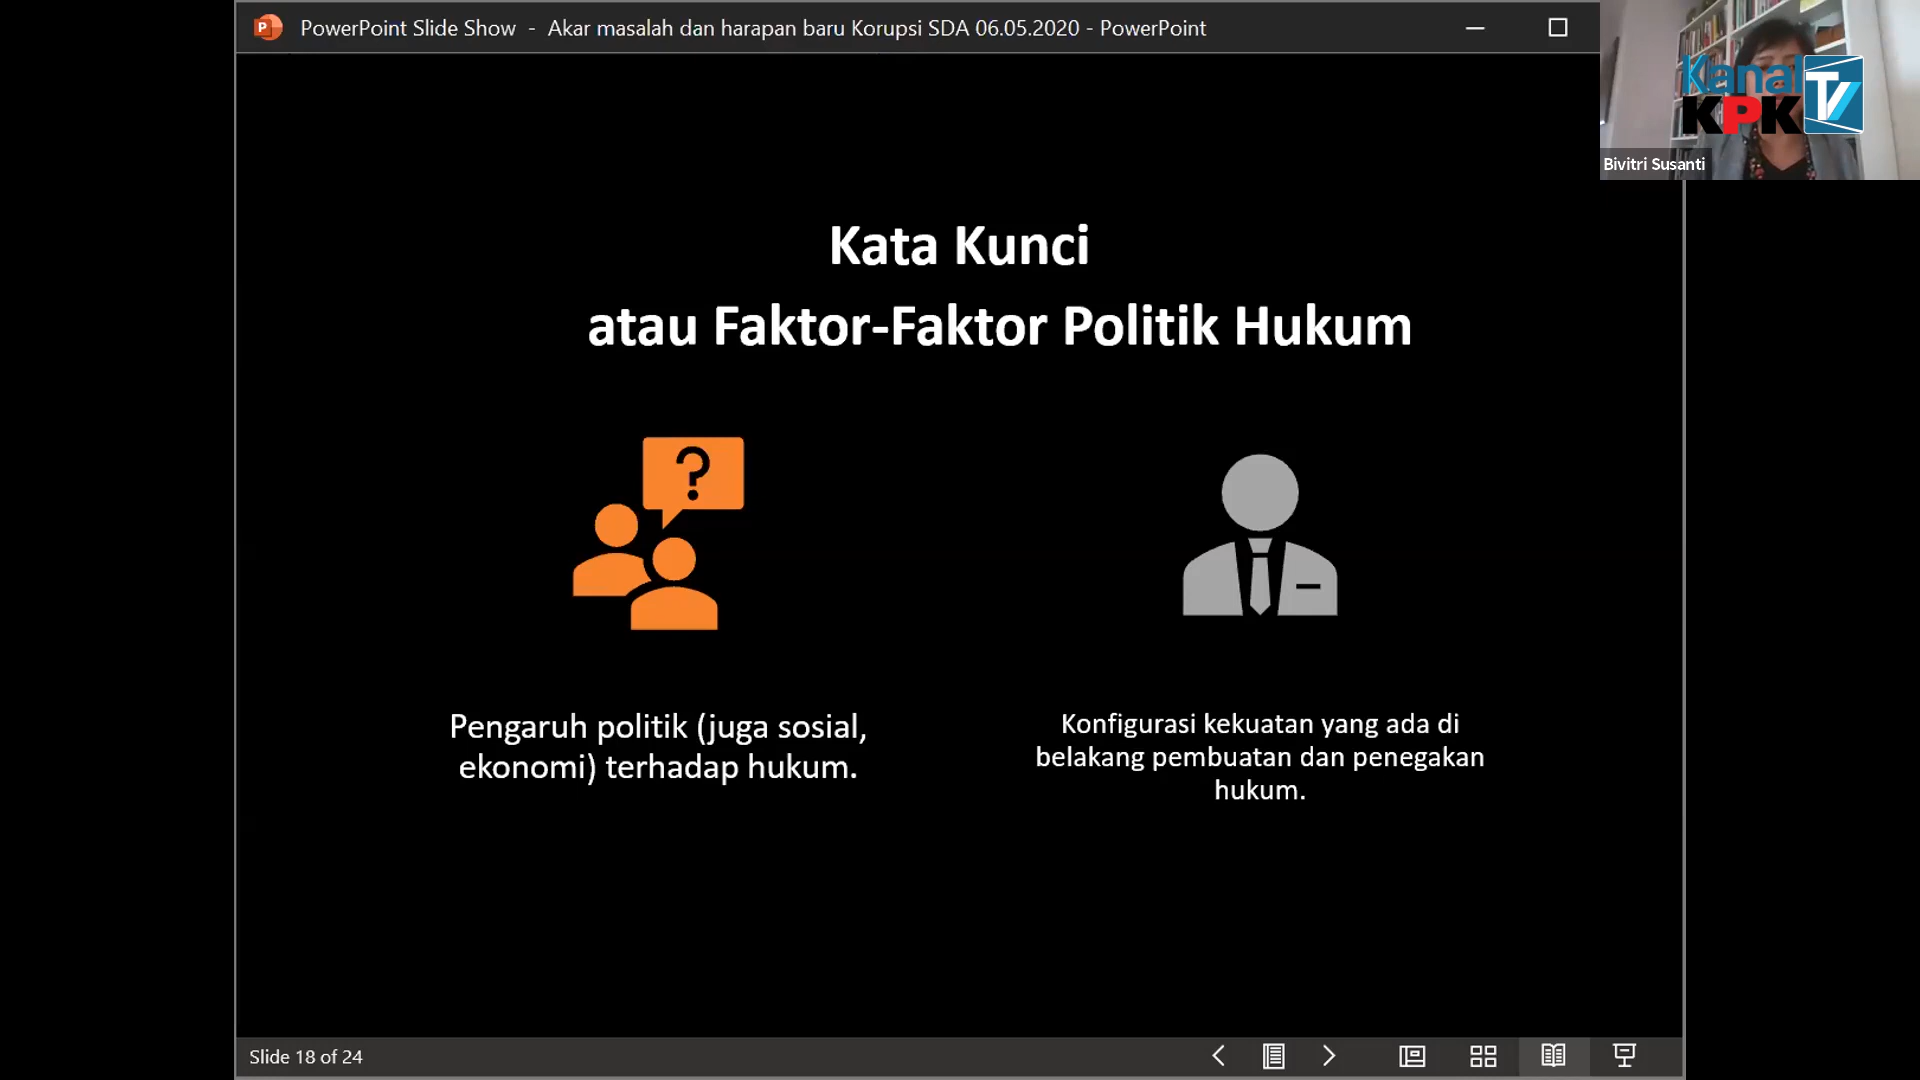 PowerPoint Slide Show - Akar masalah dan harapan baru Korupsi SDA 06.05.2020 - PowerPoint
Kanal
KPK TV
Bivitri Susanti
Kata Kunci
atau Faktor-Faktor Politik Hukum
?
Pengaruh politik (juga sosial,
ekonomi) terhadap hukum.
Konfigurasi kekuatan yang ada di
belakang pembuatan dan penegakan
hukum.
Slide 18 of 24